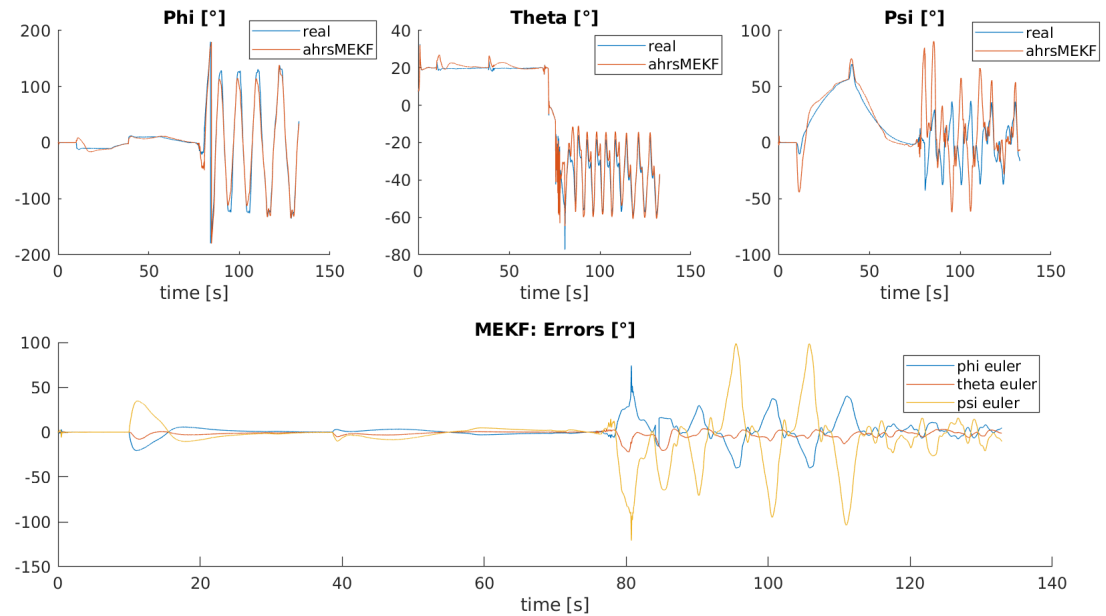 Phi [°]
real
ahrsMEKF
200
100
0
-100
-200
0
50
100
150
time [s]
Theta [°]
real
ahrsMEKF
40
20
0
-20
-40
-60
-80
0
50
100
150
time [s]
Psi [°]
real
ahrsMEKF
100
50
0
-50
-100
0
50
100
150
time [s]
MEKF: Errors [°]
phi euler
theta euler
psi euler
100
50
0
-50
-100
-150
0
20
40
60
80
100
120
140
time [s]